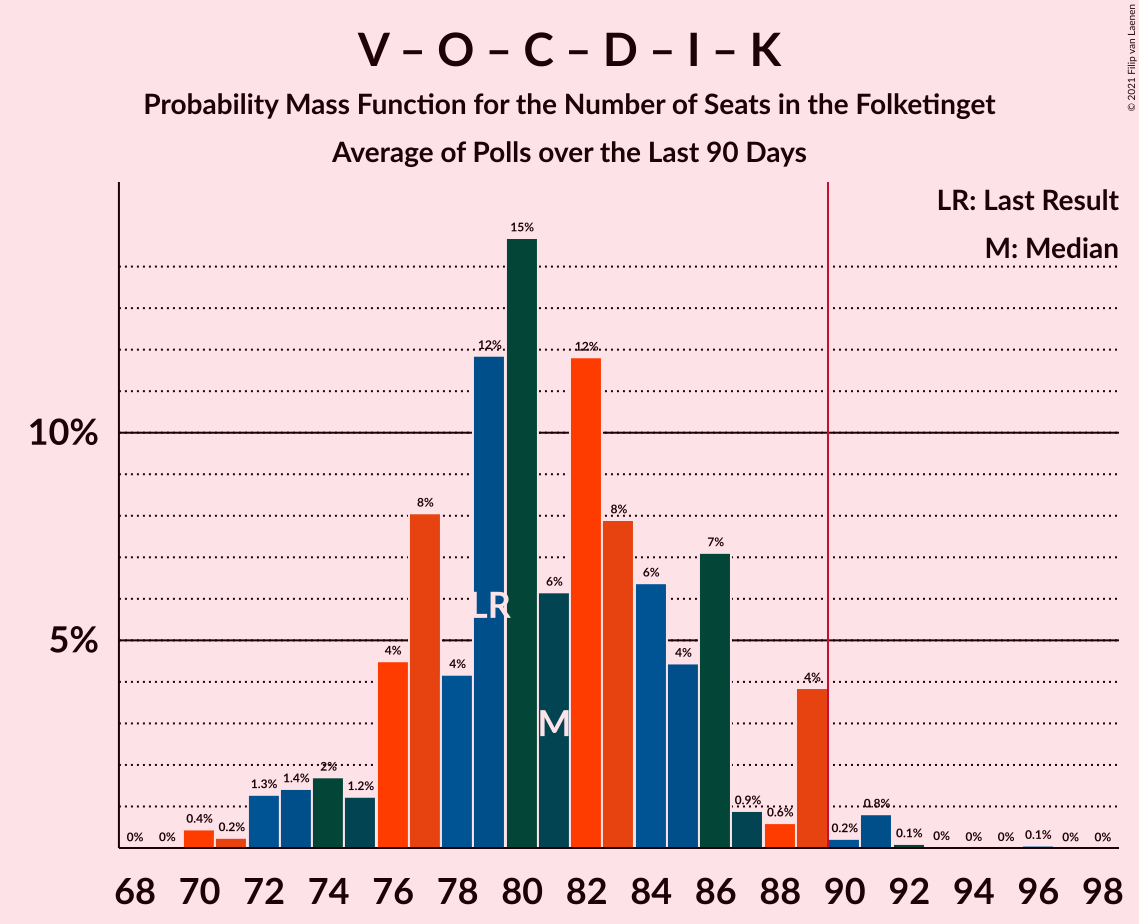 V – O – C – D – I – K
Probability Mass Function for the Number of Seats in the Folketinget
Average of Polls over the Last 90 Days
© 2021 Filip van Laenen
LR: Last Result
M: Median
10%
5%
0% 0% 0.4% 0.2% 1.3% 1.4% 2% 1.2% 4% 8% 4% 12% 15% 6% 12% 8% 6% 4% 7% 0.9% 0.6% 4% 0.2% 0.8% 0.1% 0% 0% 0% 0.1% 0% 0%
LR
M
68 70 72 74 76 78 80 82 84 86 88 90 92 94 96 98